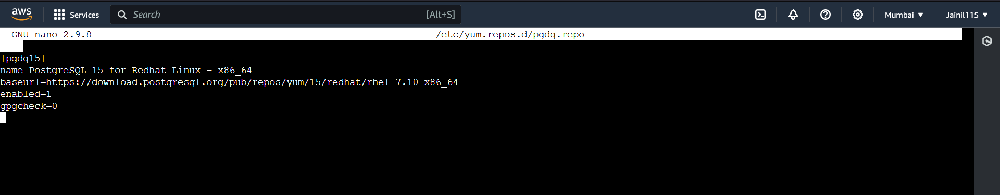 aws Services Search [Alt+S] Mumbai Jainil115
GNU nano 2.9.8 /etc/yum.repos.d/pgdg.repo
[pgdg15]
name=PostgreSQL 15 for Redhat Linux - x86_64
baseurl=https://download.postgresql.org/pub/repos/yum/15/redhat/rhel-7.10-x86_64
enabled=1
gpgcheck=0